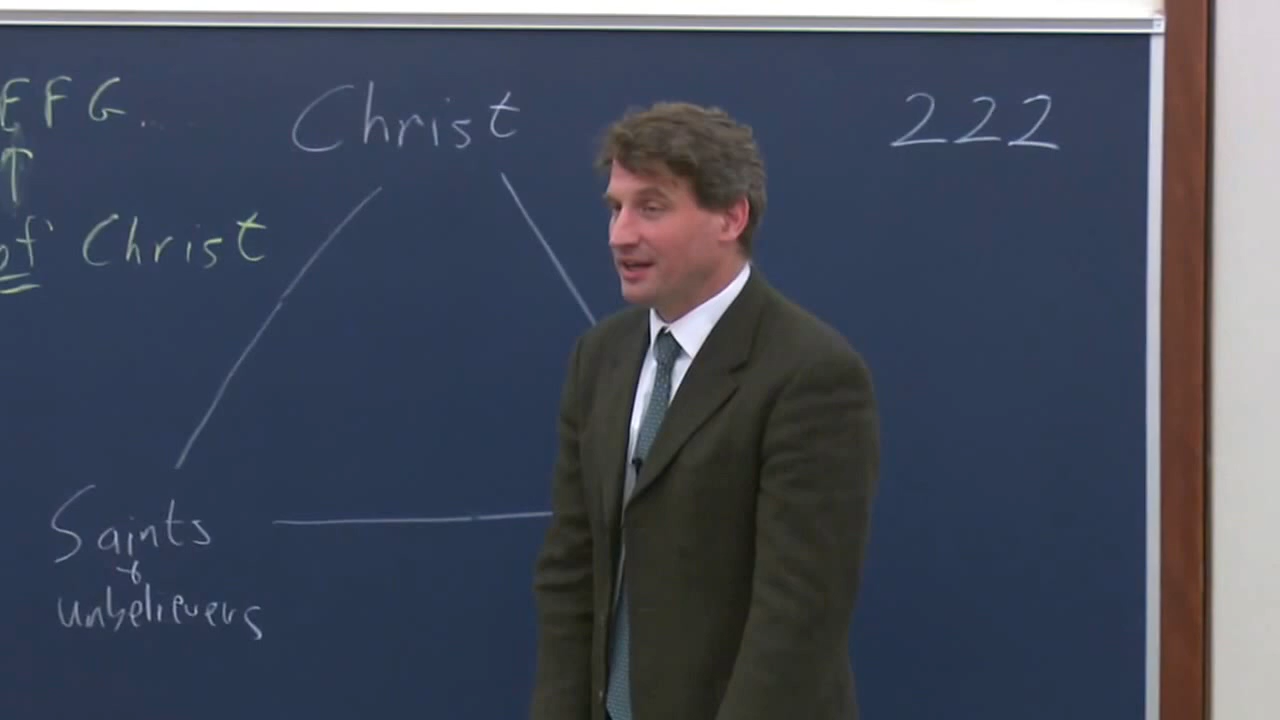 EFG...
↑
of Christ
Christ
222
Saints
&
unbelievers